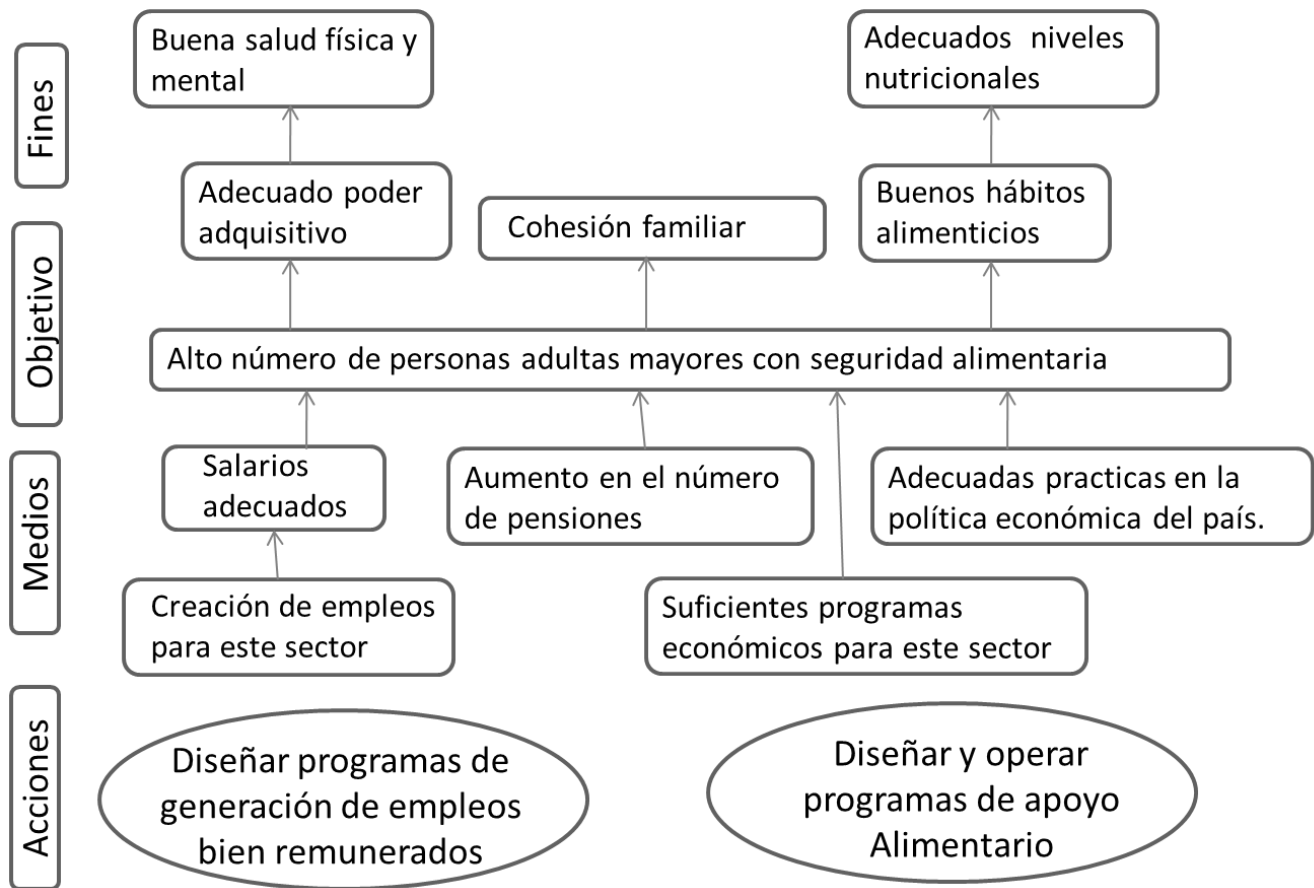 Fines
Buena salud física y
mental
Adecuados niveles
nutricionales
Adecuado poder
adquisitivo
Cohesión familiar
Buenos hábitos
alimenticios
Objetivo
Alto número de personas adultas mayores con seguridad alimentaria
Medios
Salarios
adecuados
Aumento en el número
de pensiones
Adecuadas practicas en la
política económica del país.
Creación de empleos
para este sector
Suficientes programas
económicos para este sector
Acciones
Diseñar programas de
generación de empleos
bien remunerados
Diseñar y operar
programas de apoyo
Alimentario